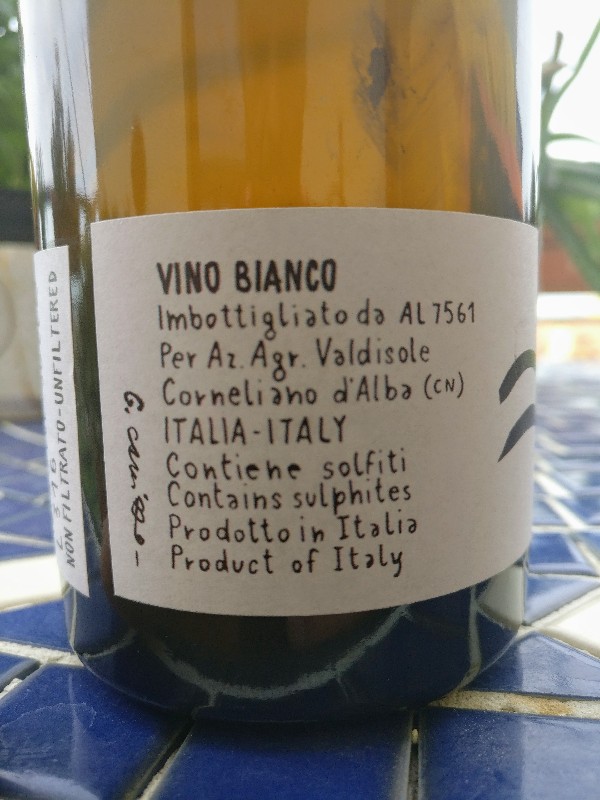 VINO BIANCO
Imbottigliato da AL 7561
Per Az. Agr. Valdisole
Corneliano d'Alba (CN)
ITALIA-ITALY
Contiene solfiti
Contains sulphites
Prodotto in Italia
Product of Italy
NON FILTRATO-UNFILTERED